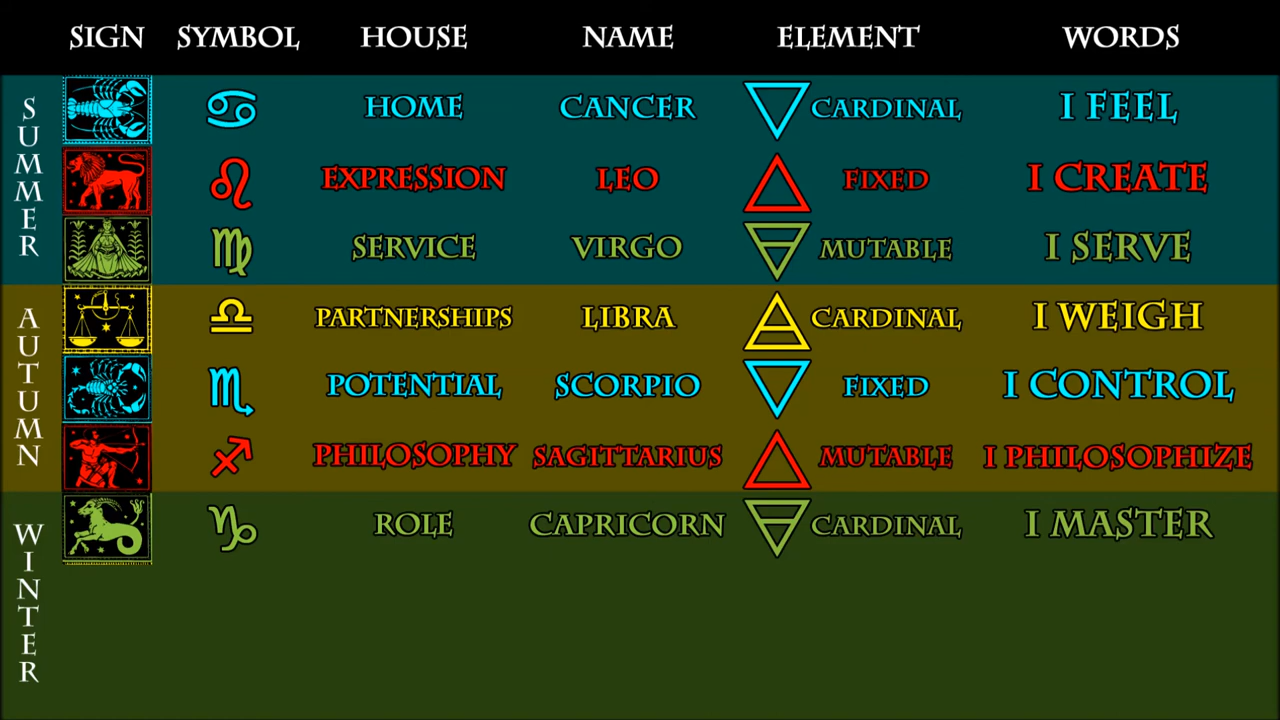 SIGN SYMBOL HOUSE NAME ELEMENT WORDS
SUMMER
♋ HOME CANCER CARDINAL I FEEL
♌ EXPRESSION LEO FIXED I CREATE
♍ SERVICE VIRGO MUTABLE I SERVE
AUTUMN
♎ PARTNERSHIPS LIBRA CARDINAL I WEIGH
♏ POTENTIAL SCORPIO FIXED I CONTROL
♐ PHILOSOPHY SAGITTARIUS MUTABLE I PHILOSOPHIZE
WINTER
♑ ROLE CAPRICORN CARDINAL I MASTER